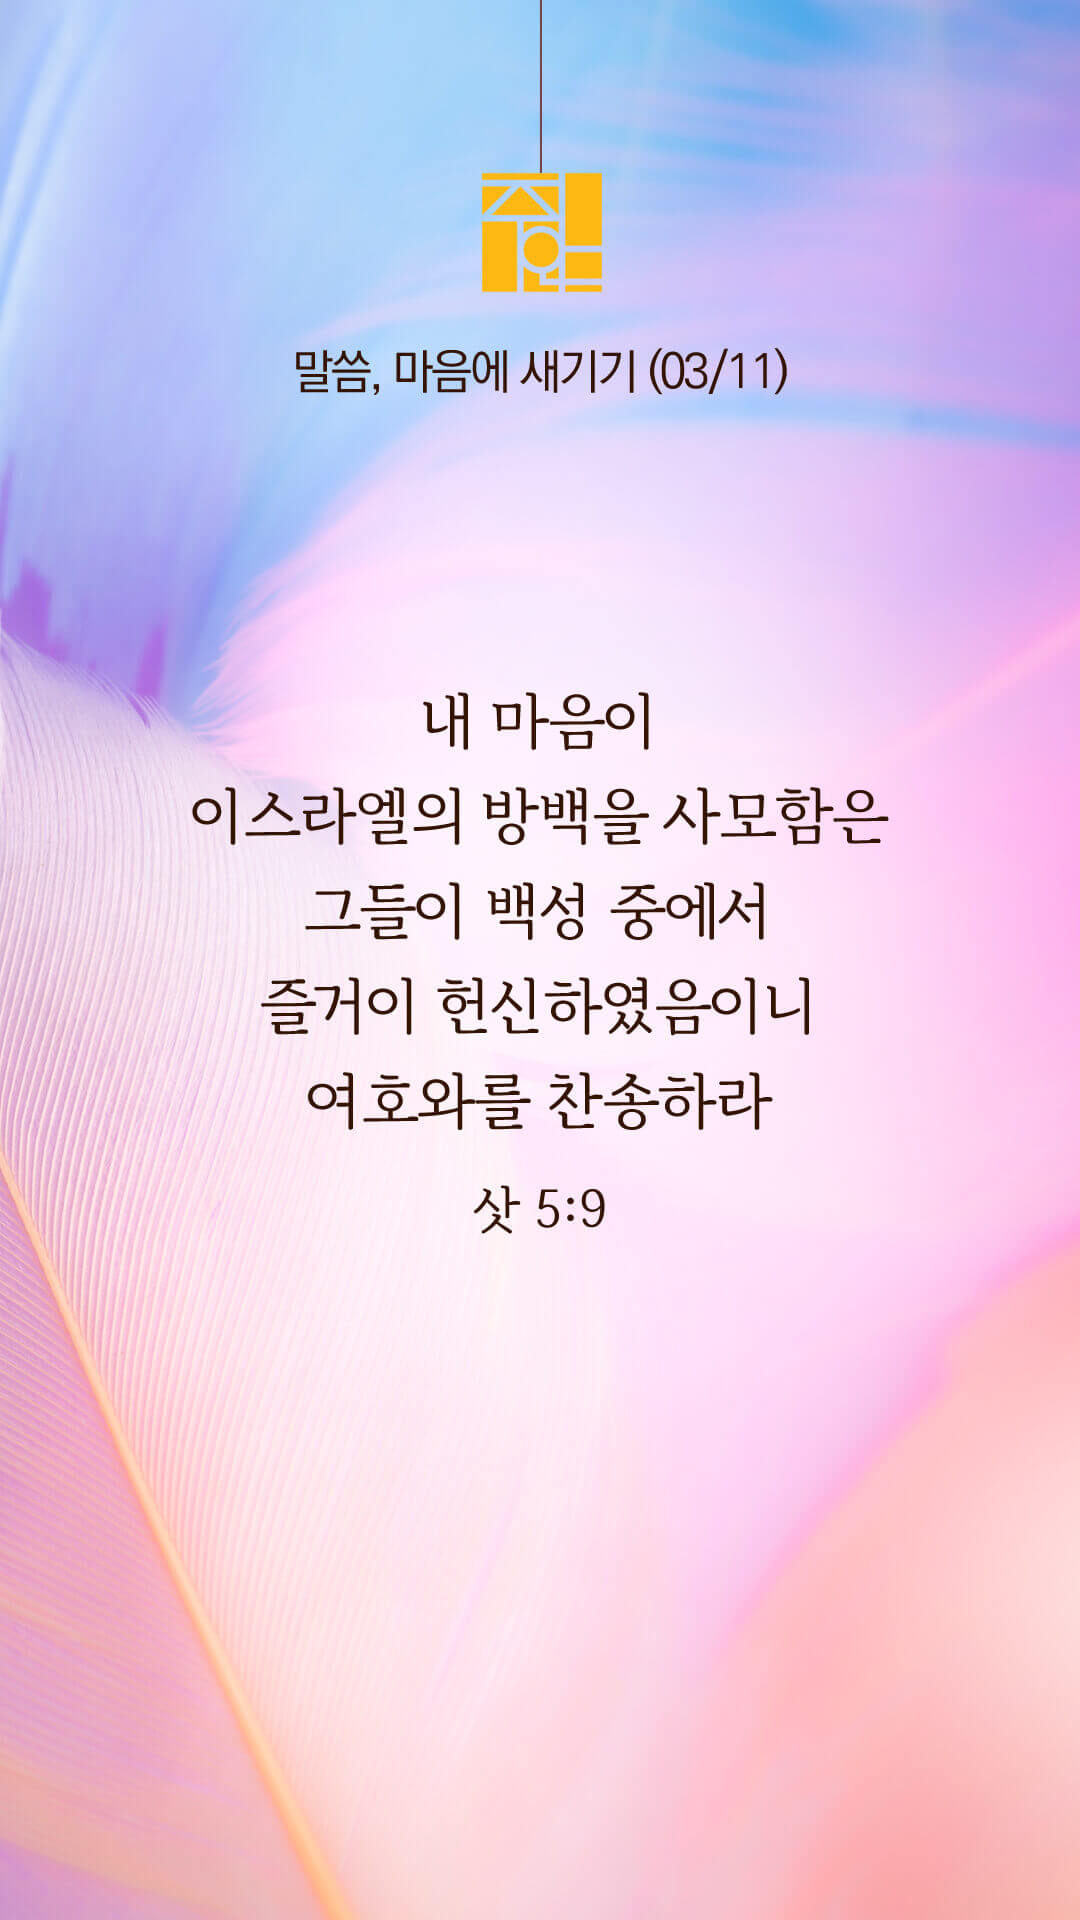 말씀, 마음에 새기기 (03/11)
내 마음이
이스라엘의 방백을 사모함은
그들이 백성 중에서
즐거이 헌신하였음이니
여호와를 찬송하라
삿 5:9